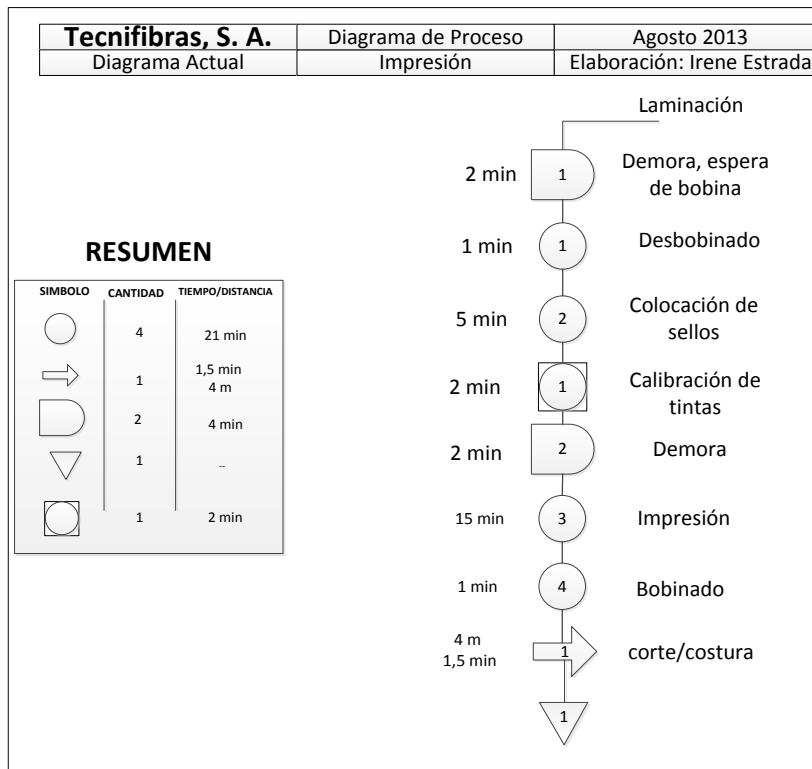 Tecnifibras, S. A.
Diagrama de Proceso
Agosto 2013
Diagrama Actual
Impresión
Elaboración: Irene Estrada
Laminación
2 min
1
Demora, espera
de bobina
1 min
1
Desbobinado
5 min
2
Colocación de
sellos
2 min
1
Calibración de
tintas
2 min
2
Demora
15 min
3
Impresión
1 min
4
Bobinado
4 m
1,5 min
1
corte/costura
1
RESUMEN
SIMBOLO
CANTIDAD
TIEMPO/DISTANCIA
4
21 min
1
1,5 min
4 m
2
4 min
1
--
1
2 min